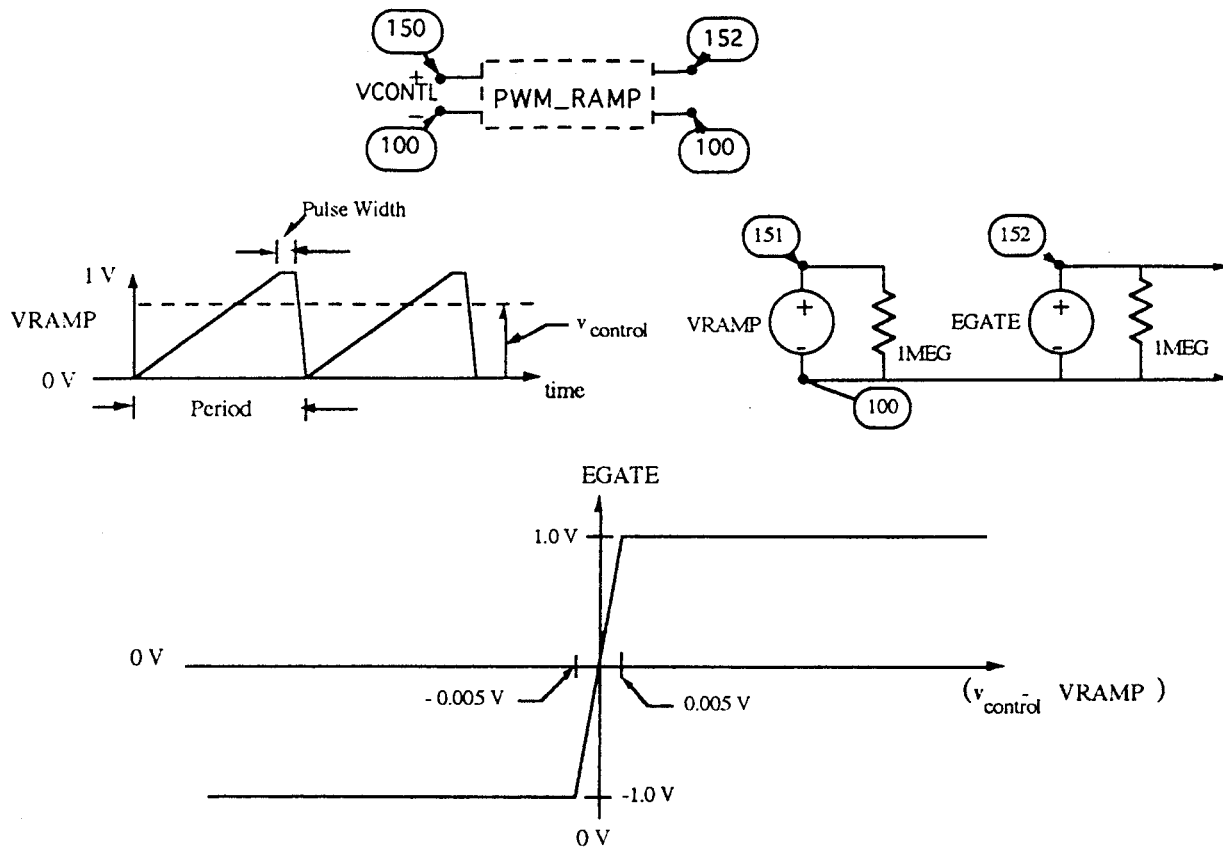 150
152
+
VCONTL
-
PWM_RAMP
100
100
Pulse Width
1 V
VRAMP
0 V
v control
time
Period
151
152
VRAMP
+
-
1MEG
EGATE
+
-
1MEG
100
EGATE
1.0 V
0 V
- 0.005 V
0.005 V
(v control - VRAMP )
-1.0 V
0 V